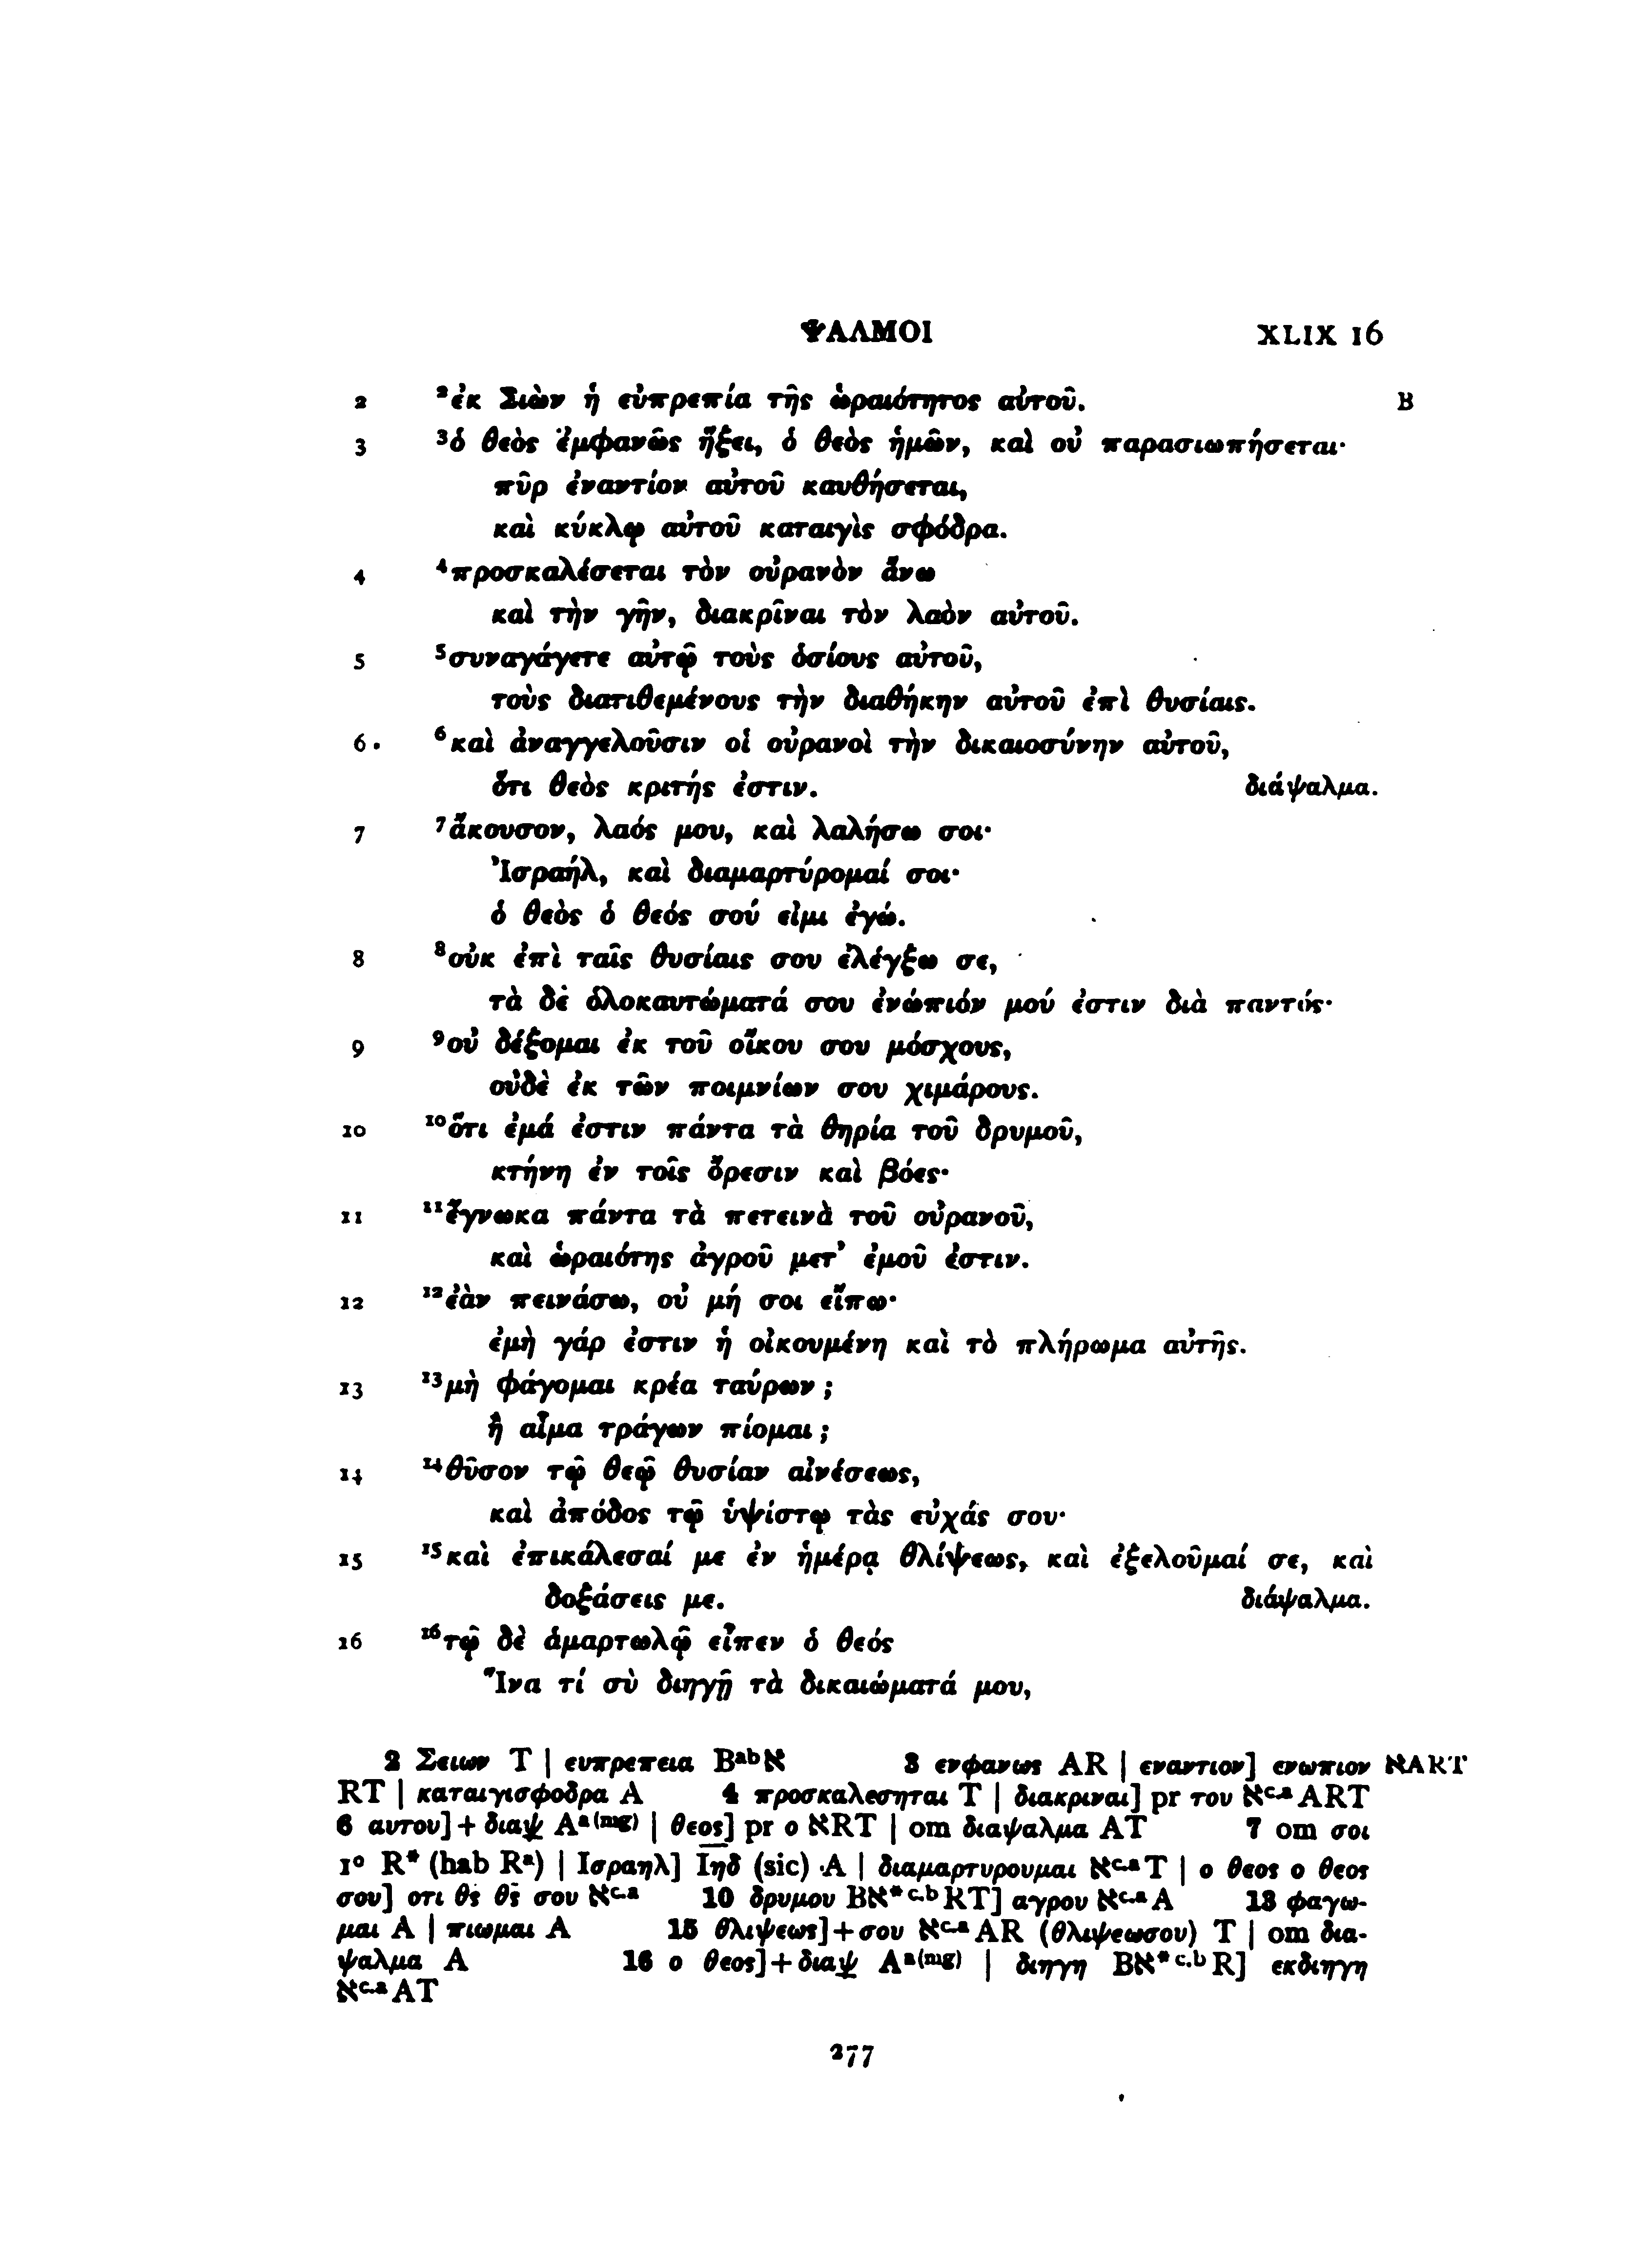 ΨΑΛΜΟΙ XLIX 16
2 ²ἐκ Σιὼν ἡ εὐπρεπία τῆς ὡραιότητος αὐτοῦ. B
3 ³ὁ θεὸς ἐμφανῶς ἥξει, ὁ θεὸς ἡμῶν, καὶ οὐ παρασιωπήσεται·
πῦρ ἐναντίον αὐτοῦ καυθήσεται,
καὶ κύκλῳ αὐτοῦ καταιγὶς σφόδρα.
4 ⁴προσκαλέσεται τὸν οὐρανὸν ἄνω
καὶ τὴν γῆν, διακρῖναι τὸν λαὸν αὐτοῦ.
5 ⁵συναγάγετε αὐτῷ τοὺς ὁσίους αὐτοῦ,
τοὺς διατιθεμένους τὴν διαθήκην αὐτοῦ ἐπὶ θυσίαις.
6 ⁶καὶ ἀναγγελοῦσιν οἱ οὐρανοὶ τὴν δικαιοσύνην αὐτοῦ,
ὅτι θεὸς κριτής ἐστιν. διάψαλμα.
7 ⁷ἄκουσον, λαός μου, καὶ λαλήσω σοι·
Ἰσραήλ, καὶ διαμαρτύρομαί σοι·
ὁ θεὸς ὁ θεός σού εἰμι ἐγώ.
8 ⁸οὐκ ἐπὶ ταῖς θυσίαις σου ἐλέγξω σε,
τὰ δὲ ὁλοκαυτώματά σου ἐνώπιόν μού ἐστιν διὰ παντός·
9 ⁹οὐ δέξομαι ἐκ τοῦ οἴκου σου μόσχους,
οὐδὲ ἐκ τῶν ποιμνίων σου χιμάρους.
10 ¹⁰ὅτι ἐμά ἐστιν πάντα τὰ θηρία τοῦ δρυμοῦ,
κτήνη ἐν τοῖς ὄρεσιν καὶ βόες·
11 ¹¹ἔγνωκα πάντα τὰ πετεινὰ τοῦ οὐρανοῦ,
καὶ ὡραιότης ἀγροῦ μετ’ ἐμοῦ ἐστιν.
12 ¹²ἐὰν πεινάσω, οὐ μή σοι εἴπω·
ἐμὴ γάρ ἐστιν ἡ οἰκουμένη καὶ τὸ πλήρωμα αὐτῆς.
13 ¹³μὴ φάγομαι κρέα ταύρων ;
ἢ αἷμα τράγων πίομαι ;
14 ¹⁴θῦσον τῷ θεῷ θυσίαν αἰνέσεως,
καὶ ἀπόδος τῷ ὑψίστῳ τὰς εὐχάς σου·
15 ¹⁵καὶ ἐπικάλεσαί με ἐν ἡμέρᾳ θλίψεως, καὶ ἐξελοῦμαί σε, καὶ
δοξάσεις με. διάψαλμα.
16 ¹⁶τῷ δὲ ἁμαρτωλῷ εἶπεν ὁ θεός
Ἵνα τί σὺ διηγῇ τὰ δικαιώματά μου,
2 Σειων T | ευπρεπεια Bᵃᵇℵ 3 ενφανως AR | εναντιον] ενωπιον ℵART
RT | καταιγισφοδρα A 4 προσκαλεσηται T | διακριναι] pr του ℵᶜ·ᵃ ART
6 αυτου]+διαψ Aᵃ⁽ᵐᵍ⁾ | θεος] pr ο ℵRT | om διαψαλμα AT 7 om σοι
1° R* (hab Rᵃ) | Ισραηλ] Ιηδ (sic) A | διαμαρτυρουμαι ℵᶜ·ᵃ T | ο θεος ο θεος
σου] οτι θς θς σου ℵᶜ·ᵃ 10 δρυμου Bℵ*ᶜ·ᵇ RT] αγρου ℵᶜ·ᵃ A 13 φαγω-
μαι A | πιωμαι A 15 θλιψεως]+σου ℵᶜ·ᵃ AR (θλιψεωσου) T | om δια-
ψαλμα A 16 ο θεος]+διαψ Aᵃ⁽ᵐᵍ⁾ | διηγη Bℵ*ᶜ·ᵇ R] εκδιηγη
ℵᶜ·ᵃ AT
277